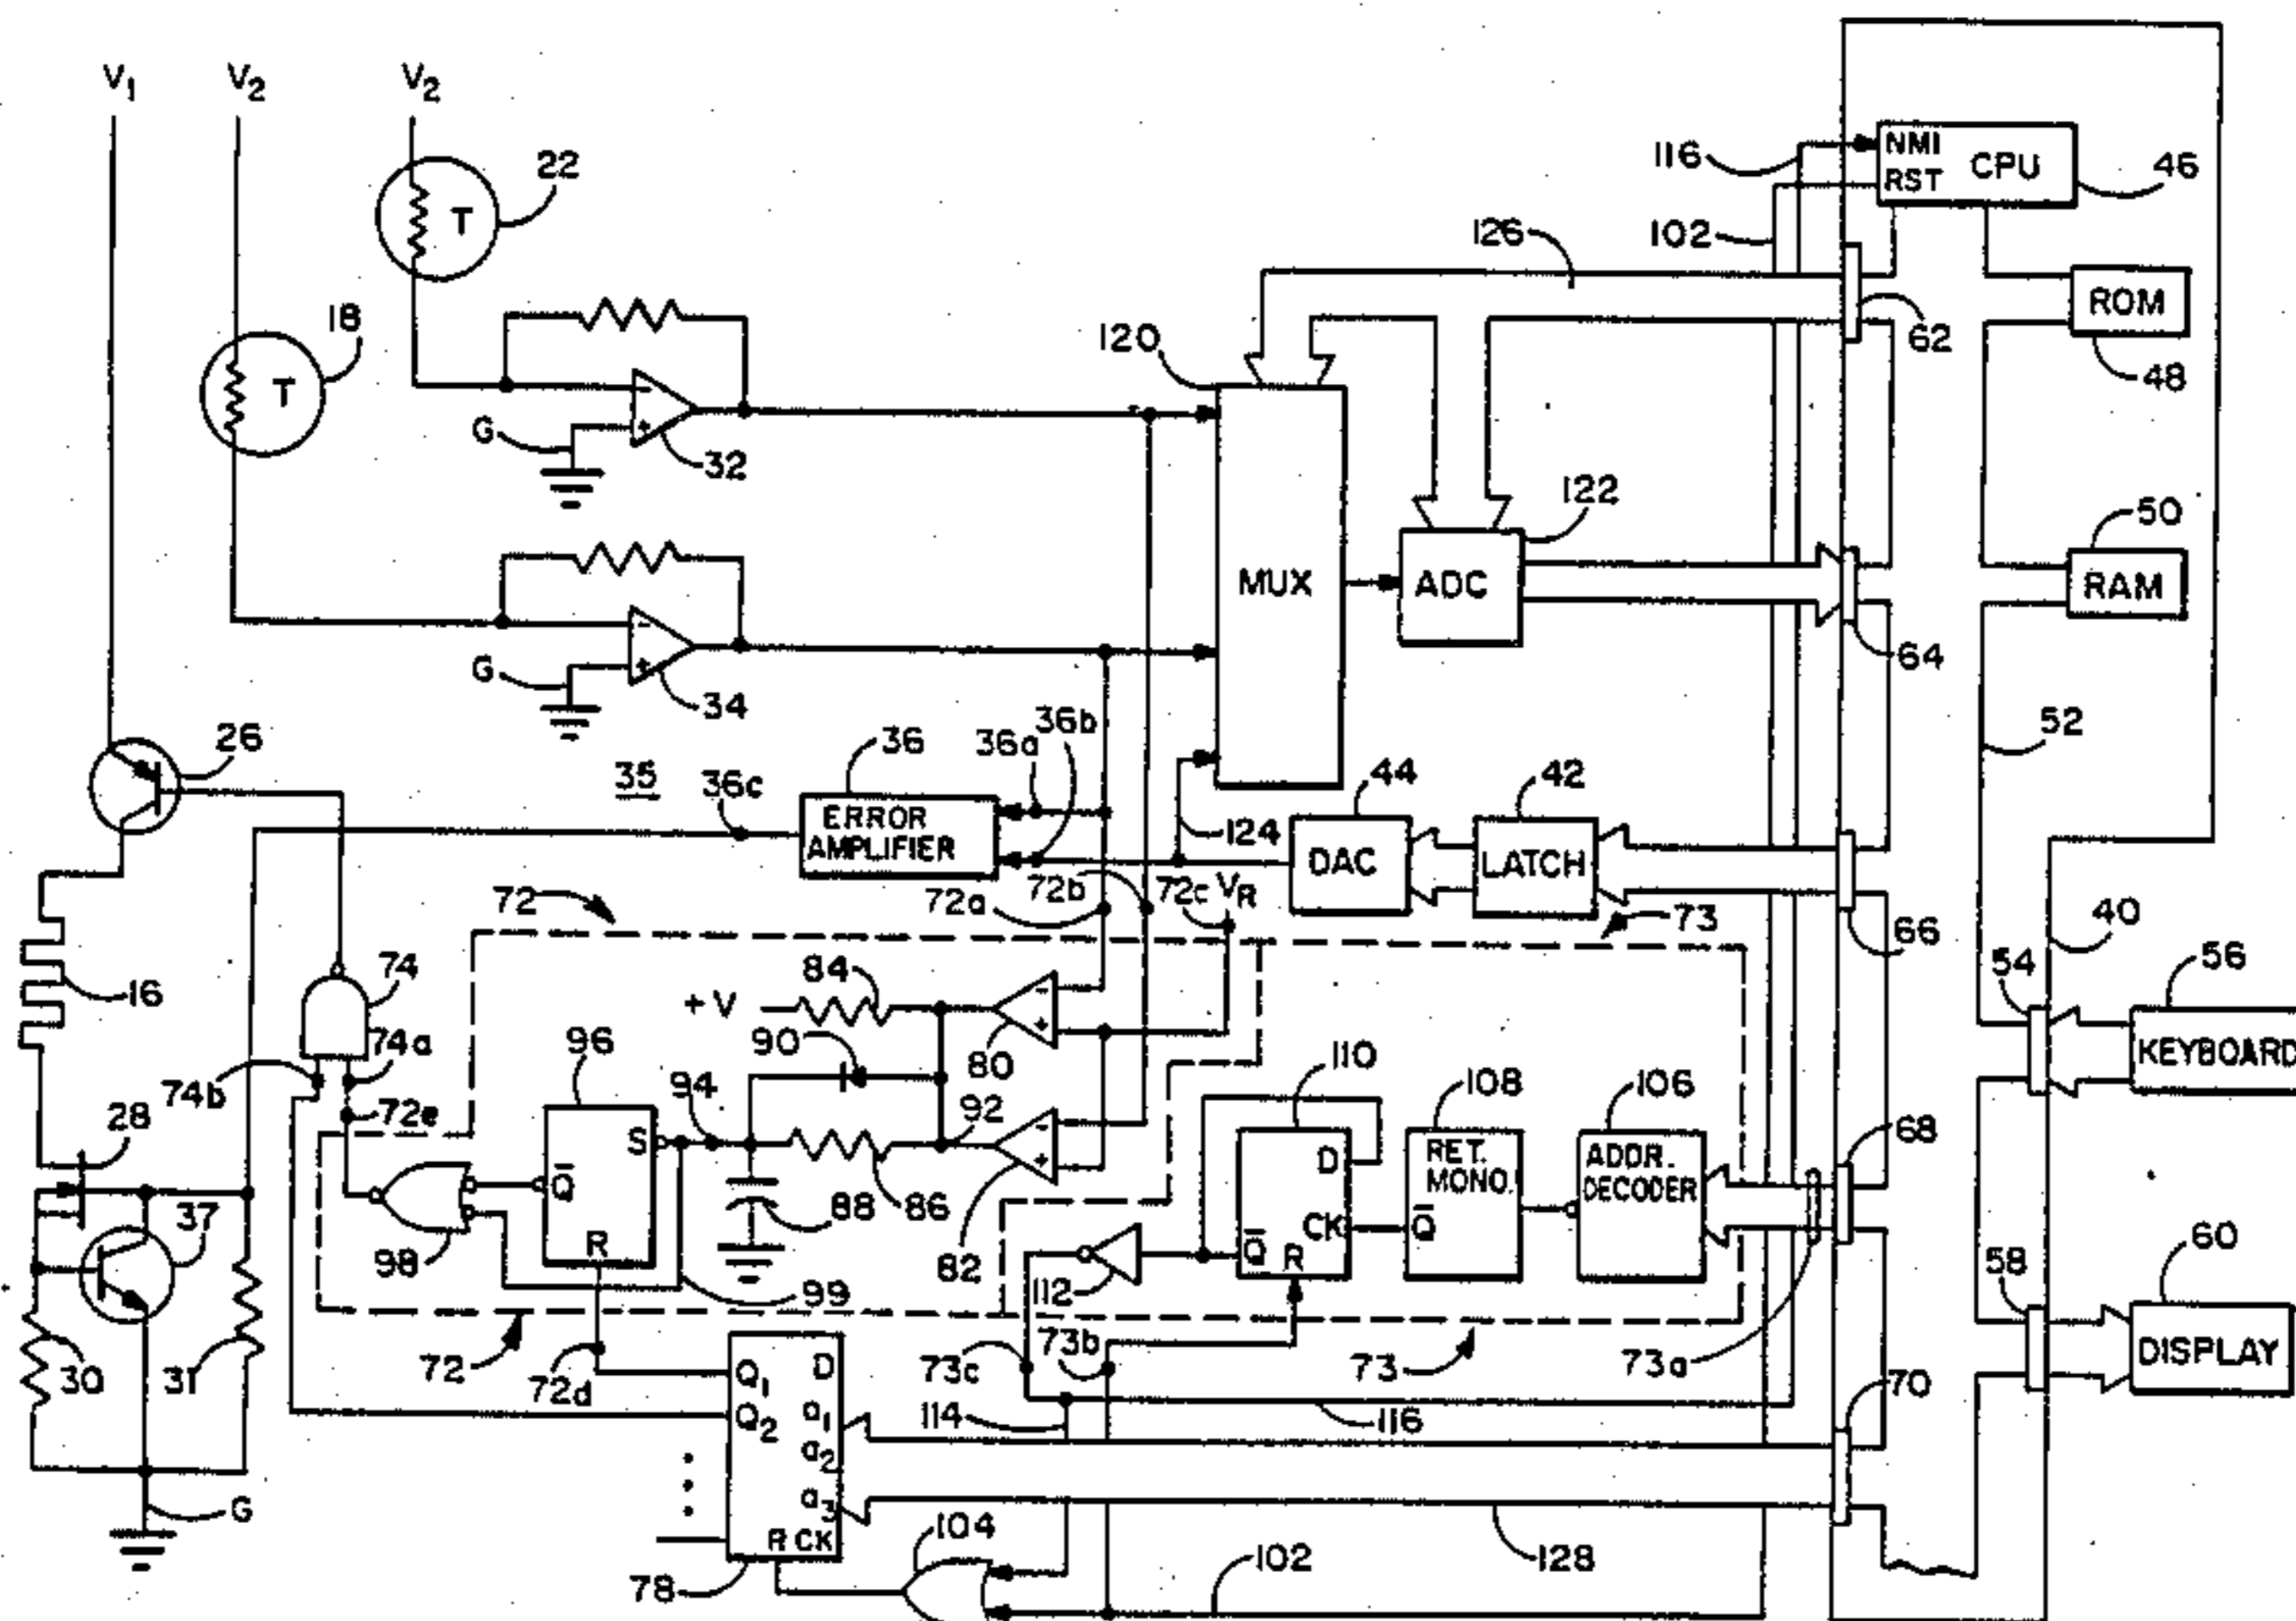 V₁ V₂ V₂
22
T
18
T
116
NMI
RST
CPU
46
102
126
ROM
62
48
120
G
32
122
50
MUX
ADC
RAM
64
G
34
52
26
35
36c
36
36a
36b
44
42
ERROR
AMPLIFIER
124
DAC
LATCH
72
72a
72b
72c
V_R
73
66
40
16
74
84
+V
74a
74b
90
80
54
56
KEYBOARD
96
94
92
110
108
106
72e
28
S
D
RET.
MONO.
ADDR.
DECODER
68
Q̄
CK
Q̄
37
98
R
88
86
82
Q̄
R
112
99
58
60
DISPLAY
30
31
72
72d
73c
73b
73
73a
Q₁
D
Q₂
a₁
a₂
a₃
114
116
70
G
R
CK
104
78
102
128